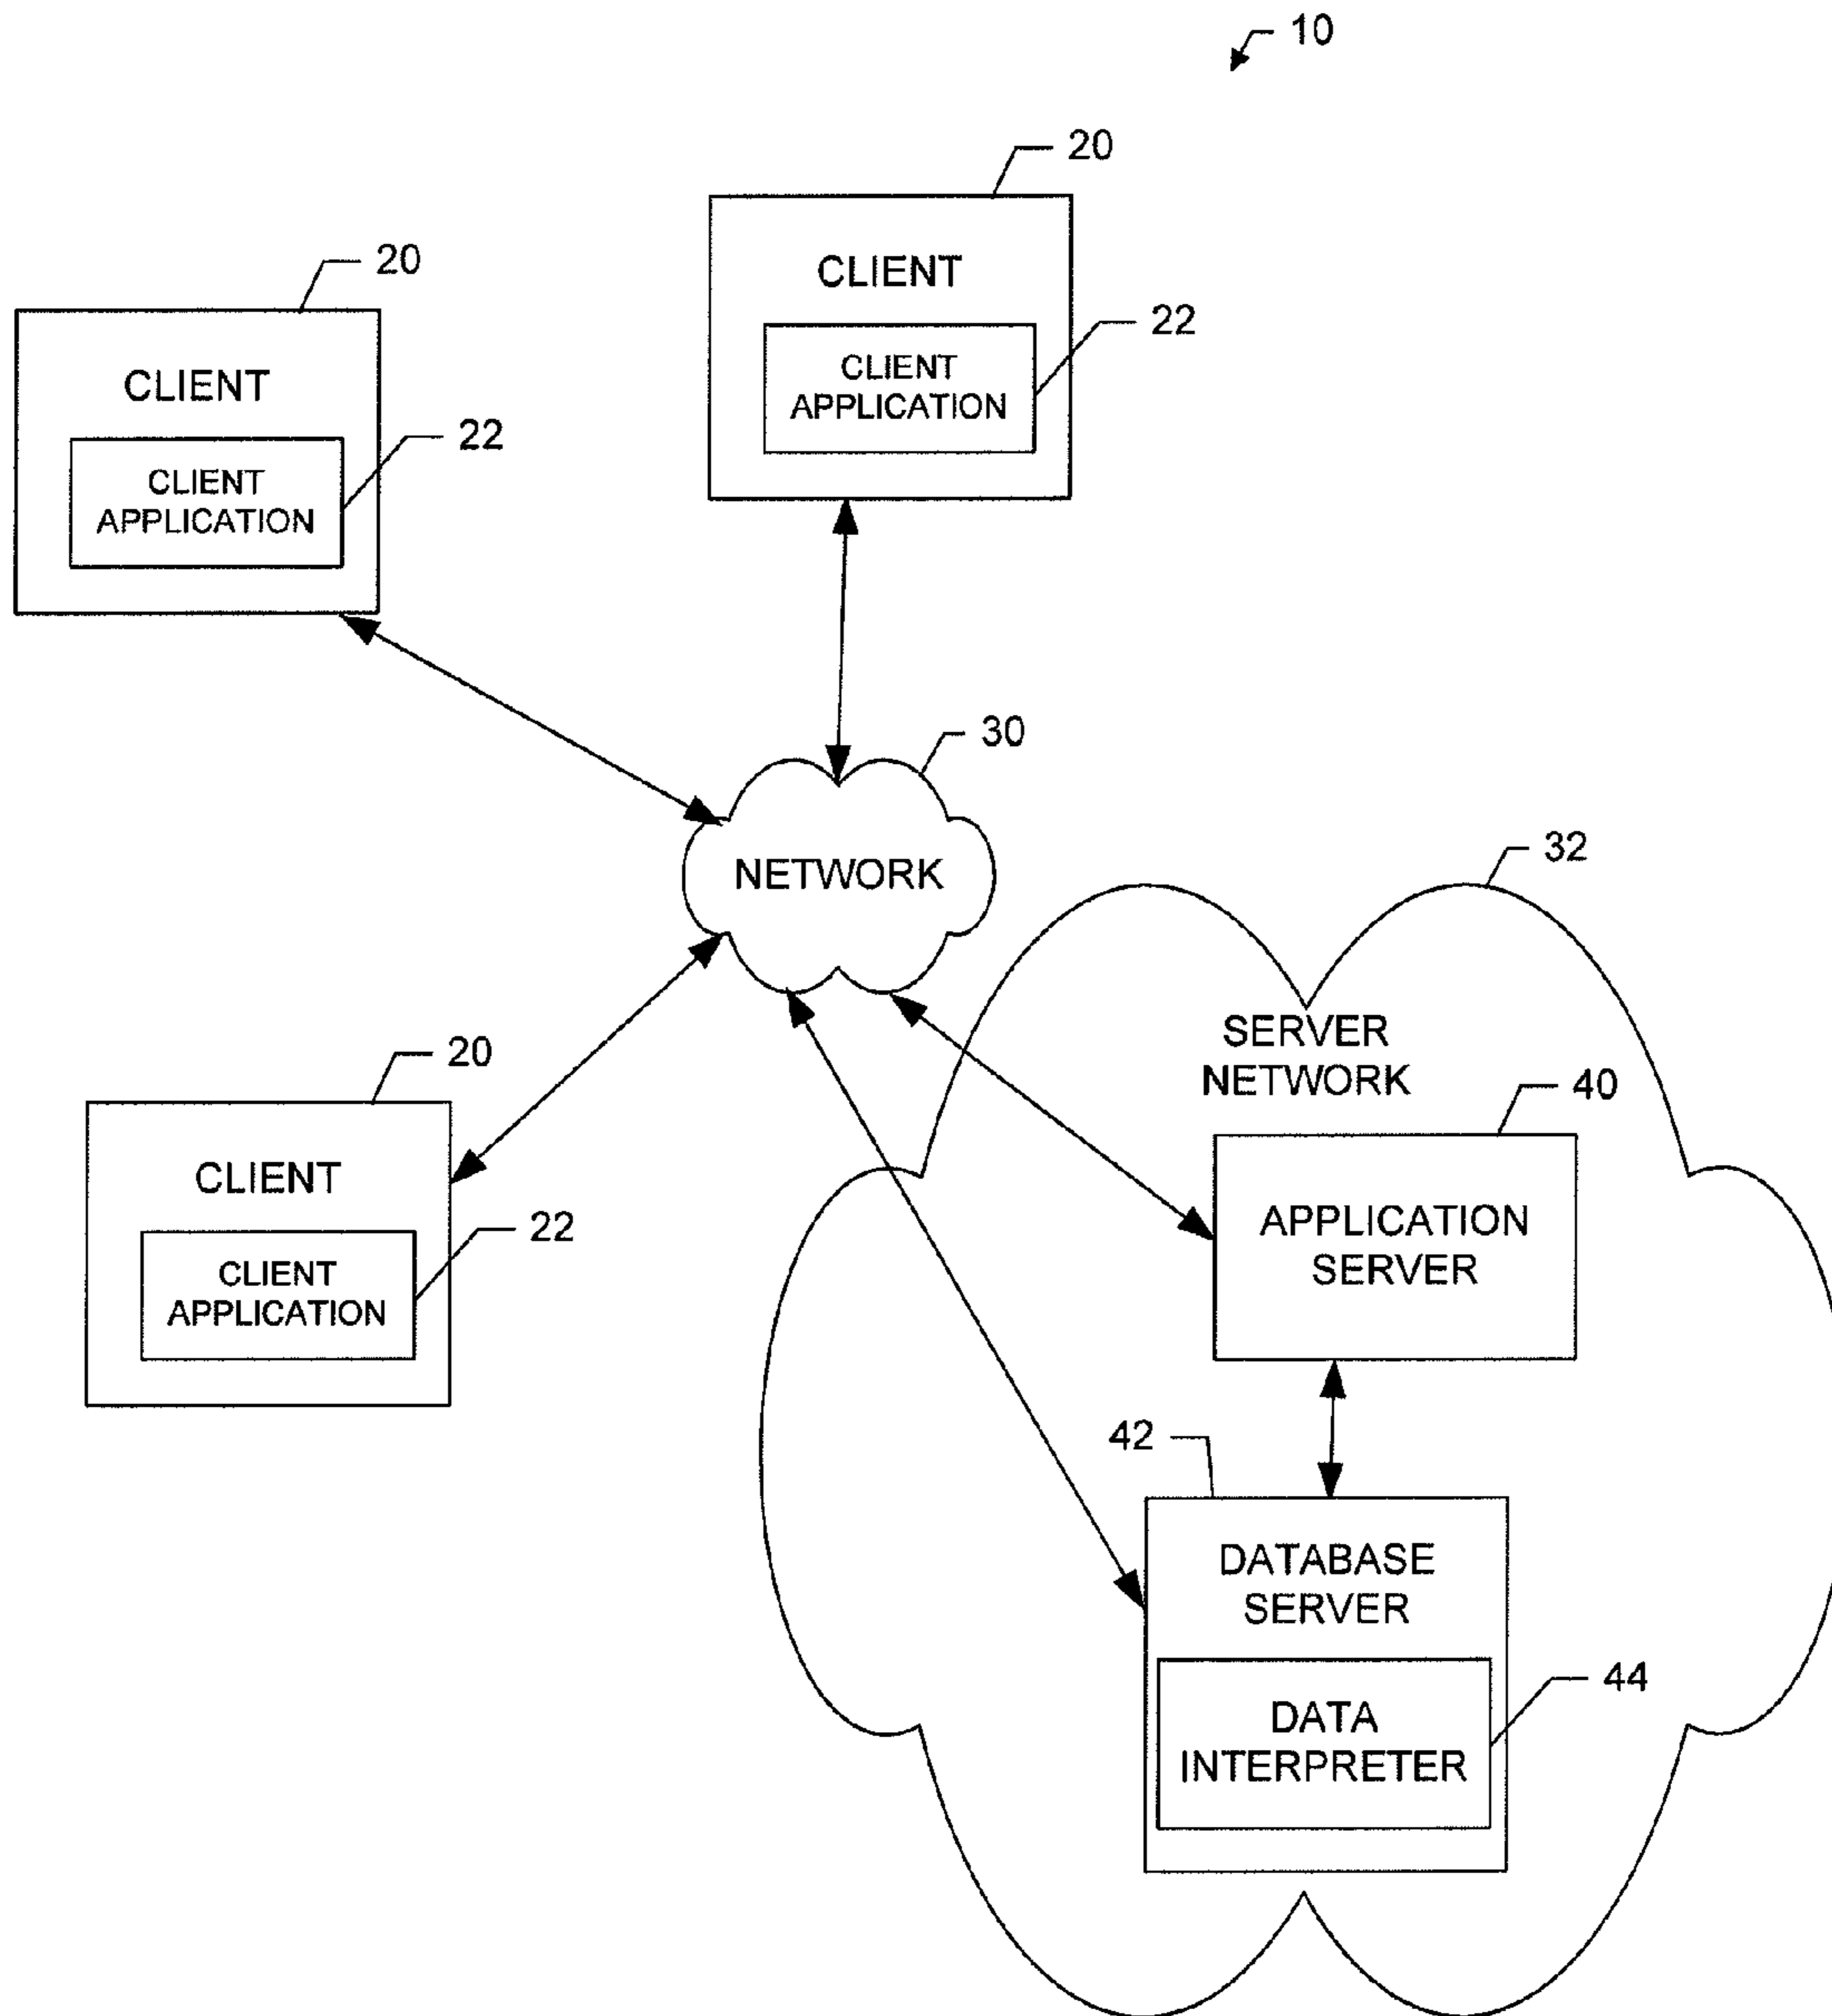 10
20
CLIENT
22
CLIENT
APPLICATION
20
CLIENT
22
CLIENT
APPLICATION
30
NETWORK
32
SERVER
NETWORK
20
CLIENT
22
CLIENT
APPLICATION
40
APPLICATION
SERVER
42
DATABASE
SERVER
44
DATA
INTERPRETER